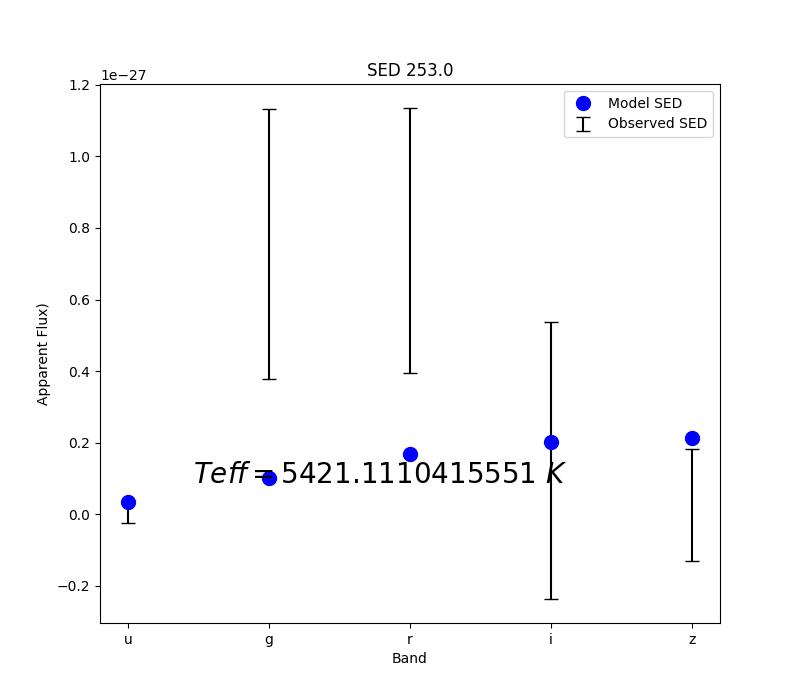 SED 253.0
1e−27
Model SED
Observed SED
1.2
1.0
0.8
0.6
0.4
0.2
0.0
−0.2
Apparent Flux)
Teff = 5421.1110415551 K
u g r i z
Band